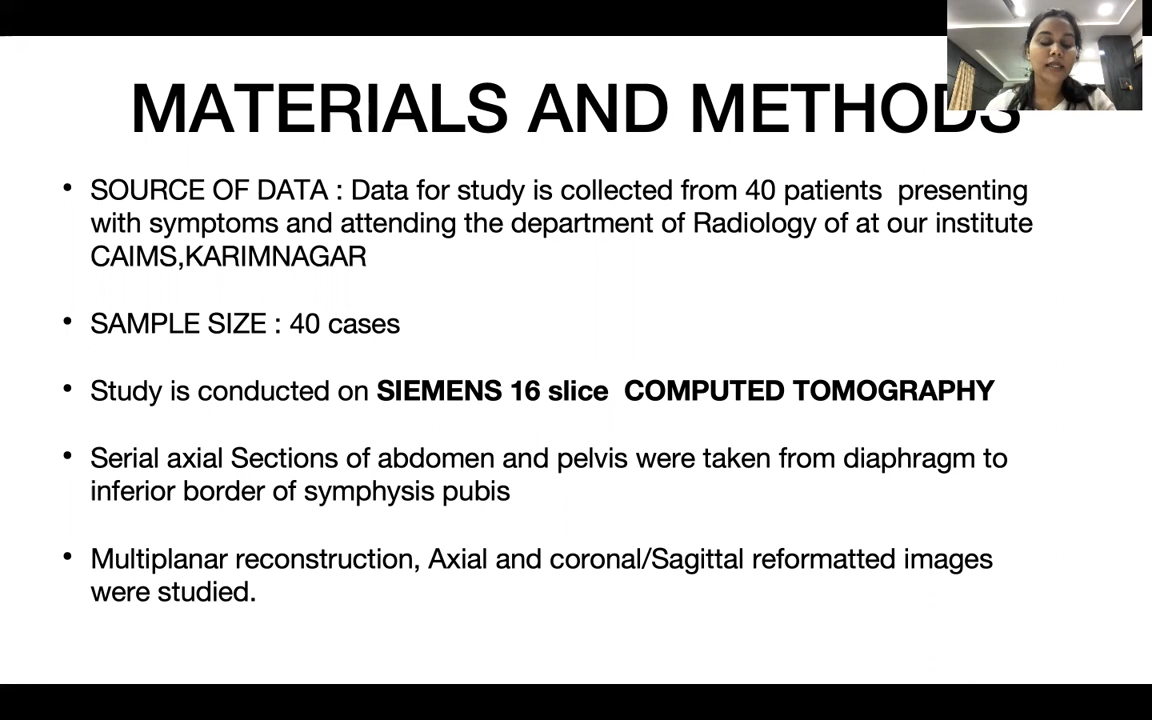 MATERIALS AND METHODS
• SOURCE OF DATA : Data for study is collected from 40 patients  presenting
with symptoms and attending the department of Radiology of at our institute
CAIMS,KARIMNAGAR
• SAMPLE SIZE : 40 cases
• Study is conducted on SIEMENS 16 slice  COMPUTED TOMOGRAPHY
• Serial axial Sections of abdomen and pelvis were taken from diaphragm to
inferior border of symphysis pubis
• Multiplanar reconstruction, Axial and coronal/Sagittal reformatted images
were studied.